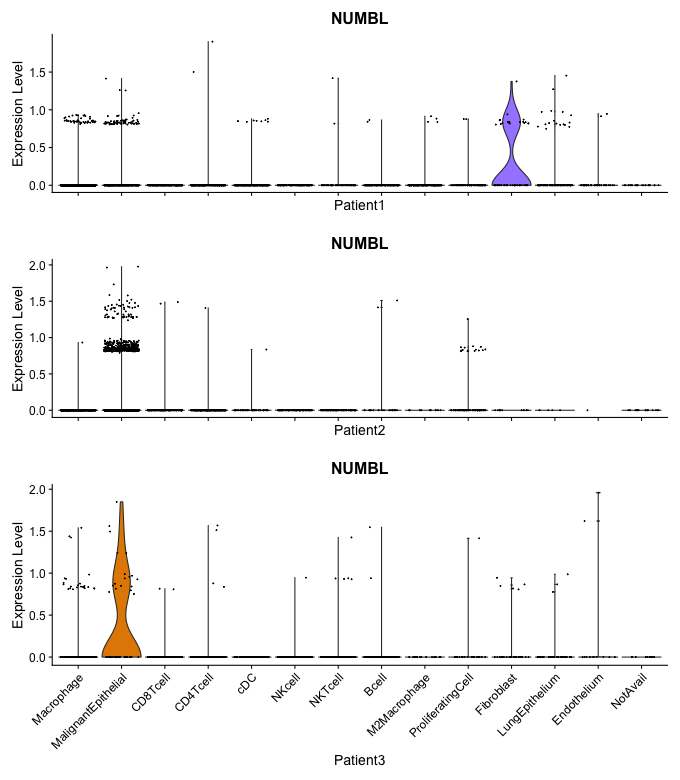 NUMBL
Expression Level
1.5
1.0
0.5
0.0
Patient1
NUMBL
Expression Level
2.0
1.5
1.0
0.5
0.0
Patient2
NUMBL
Expression Level
2.0
1.5
1.0
0.5
0.0
Macrophage
MalignantEpithelial
CD8Tcell
CD4Tcell
cDC
NKcell
NKTcell
Bcell
M2Macrophage
ProliferatingCell
Fibroblast
LungEpithelium
Endothelium
NotAvail
Patient3